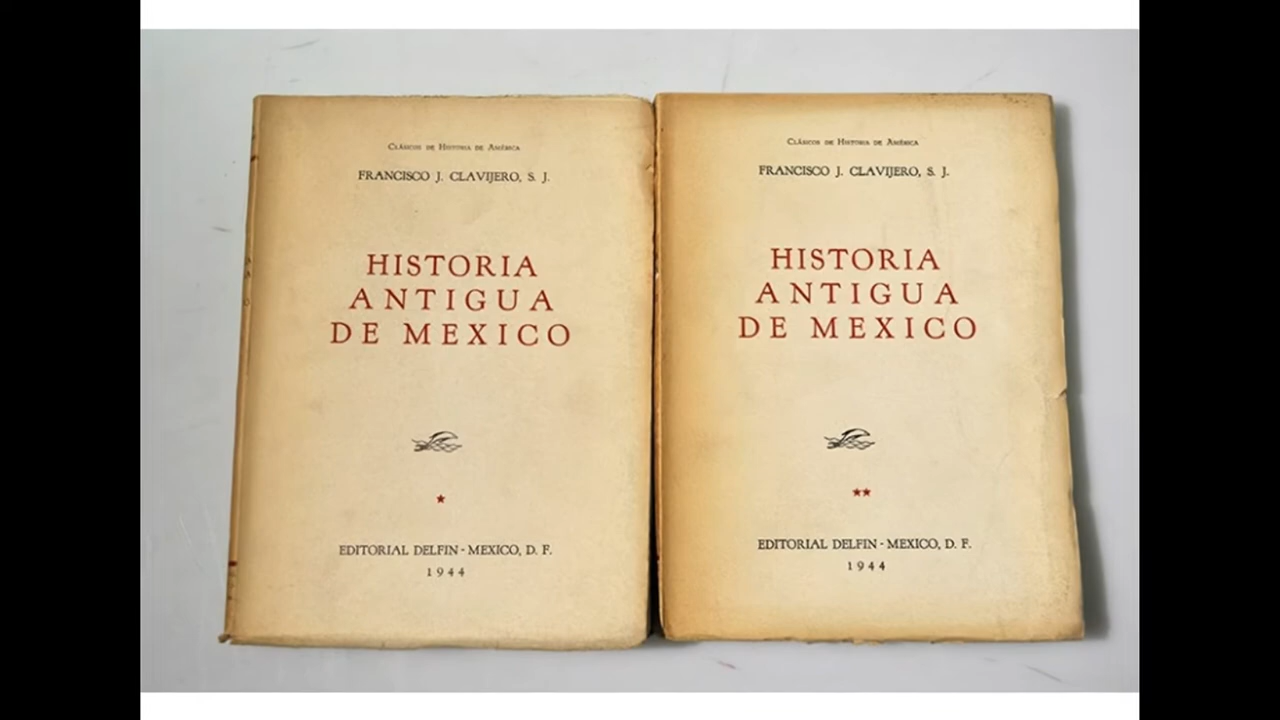 CLÁSICOS DE HISTORIA DE AMÉRICA
FRANCISCO J. CLAVIJERO, S. J.
HISTORIA
ANTIGUA
DE MEXICO
★
EDITORIAL DELFIN - MEXICO, D. F.
1944
CLÁSICOS DE HISTORIA DE AMÉRICA
FRANCISCO J. CLAVIJERO, S. J.
HISTORIA
ANTIGUA
DE MEXICO
★★
EDITORIAL DELFIN - MEXICO, D. F.
1944